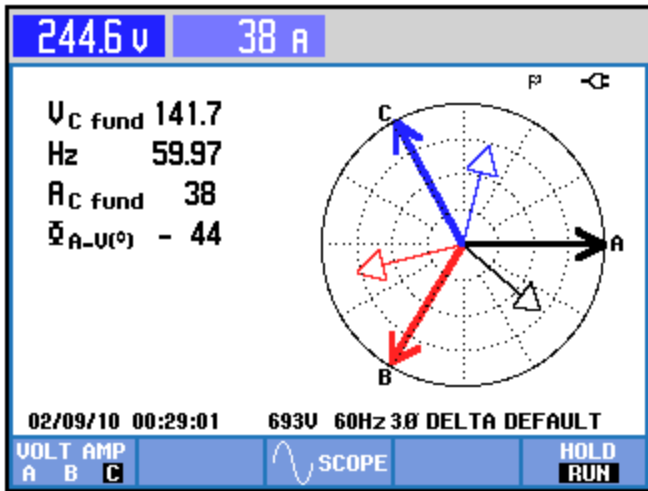 244.6 V 38 A
V C fund 141.7
Hz 59.97
A C fund 38
Φ A-V(º) - 44
C
A
B
02/09/10 00:29:01 693V 60Hz 3Ø DELTA DEFAULT
VOLT AMP
A B C
SCOPE
HOLD
RUN